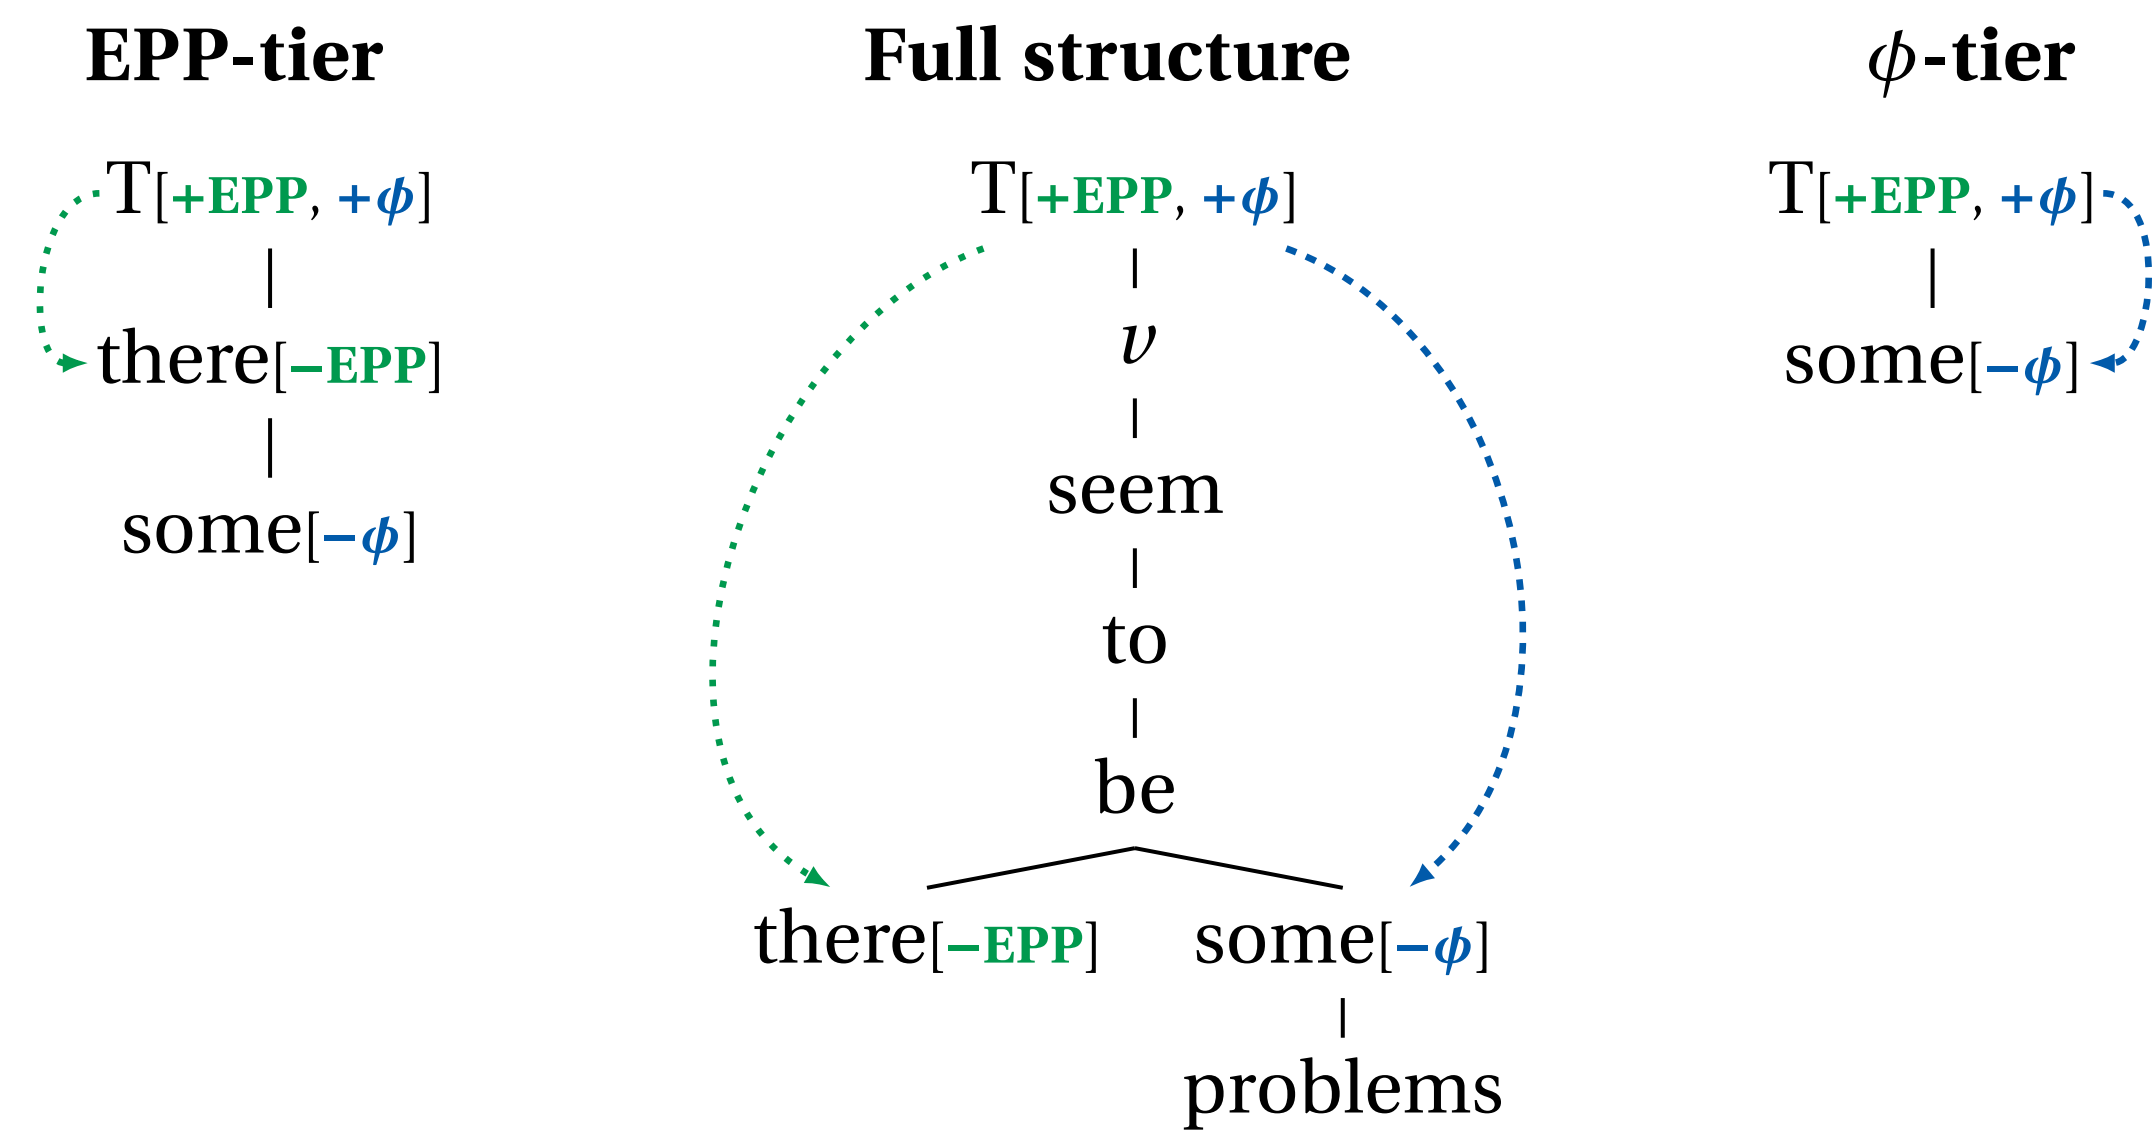 EPP-tier
T[+EPP, +ϕ]
there[−EPP]
some[−ϕ]
Full structure
T[+EPP, +ϕ]
v
seem
to
be
there[−EPP] some[−ϕ]
problems
ϕ-tier
T[+EPP, +ϕ]
some[−ϕ]